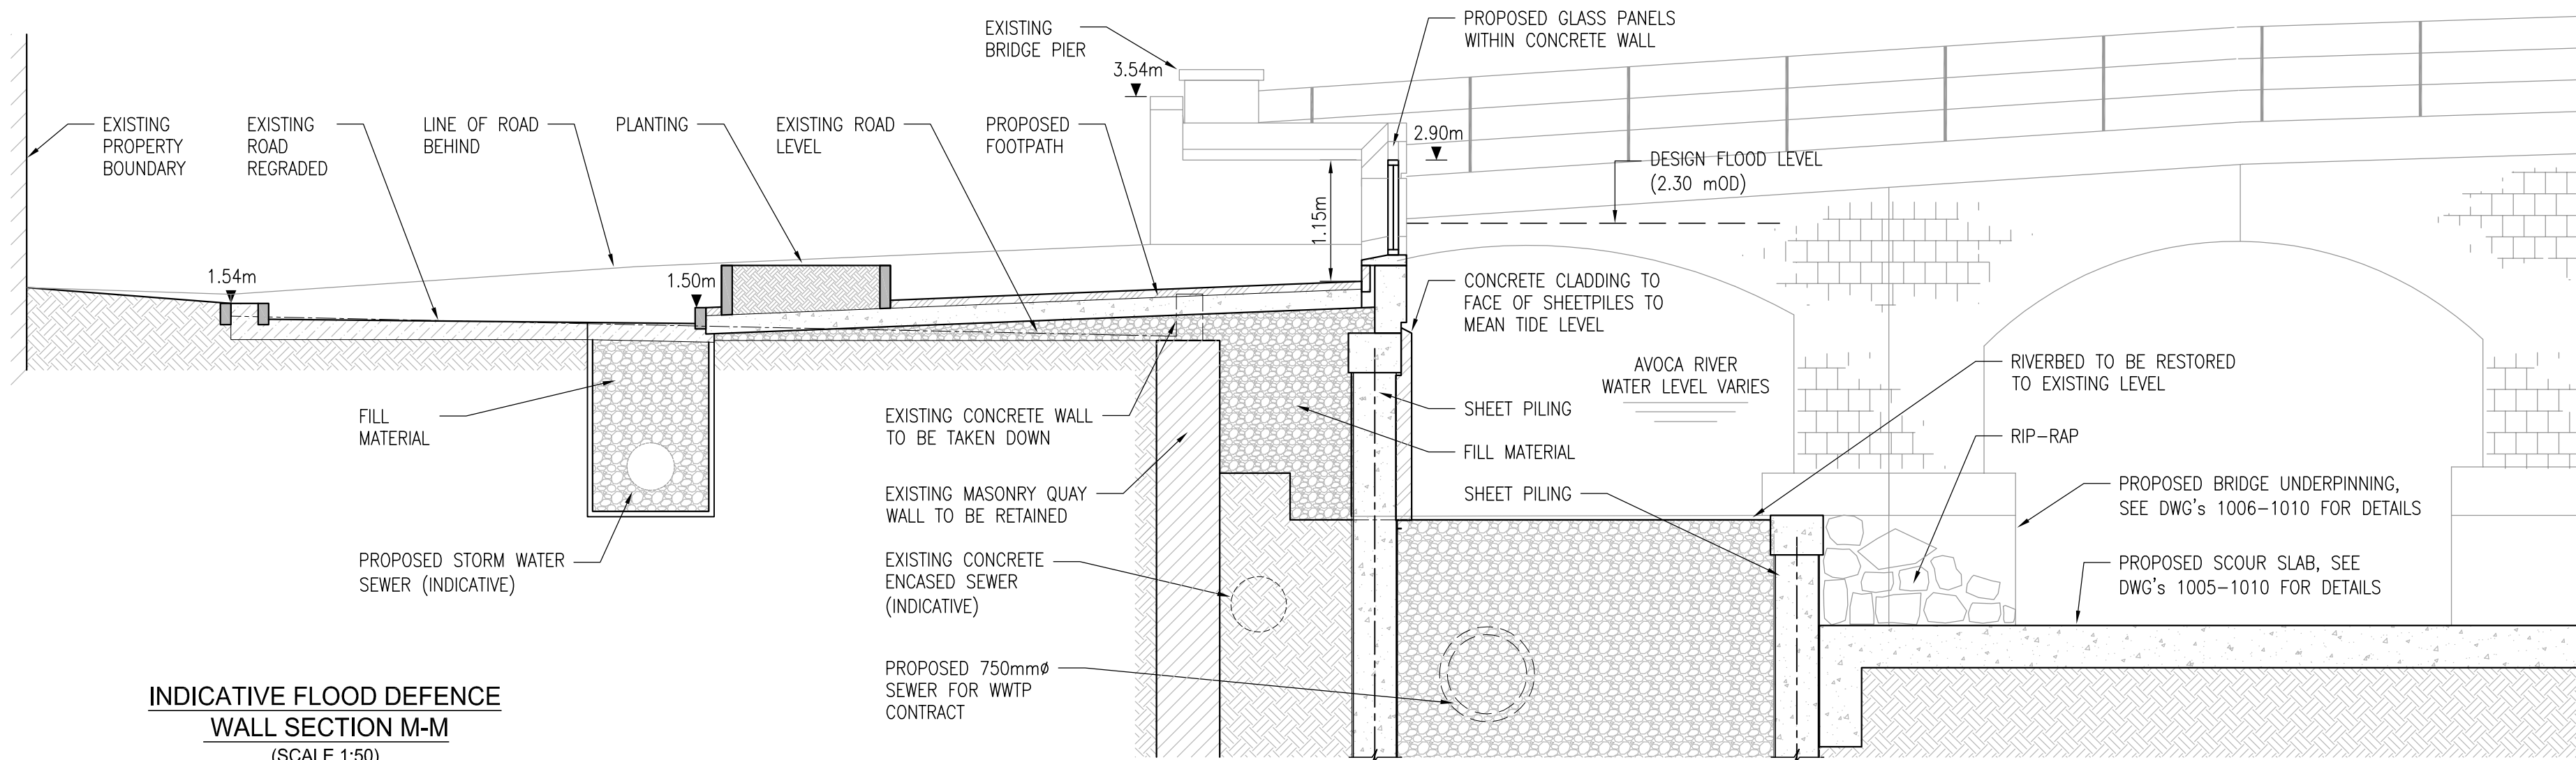 EXISTING
BRIDGE PIER
3.54m
PROPOSED GLASS PANELS
WITHIN CONCRETE WALL
EXISTING
PROPERTY
BOUNDARY
EXISTING
ROAD
REGRADED
LINE OF ROAD
BEHIND
PLANTING
EXISTING ROAD
LEVEL
PROPOSED
FOOTPATH
2.90m
DESIGN FLOOD LEVEL
(2.30 mOD)
1.15m
1.54m
1.50m
CONCRETE CLADDING TO
FACE OF SHEETPILES TO
MEAN TIDE LEVEL
AVOCA RIVER
WATER LEVEL VARIES
RIVERBED TO BE RESTORED
TO EXISTING LEVEL
FILL
MATERIAL
EXISTING CONCRETE WALL
TO BE TAKEN DOWN
SHEET PILING
FILL MATERIAL
SHEET PILING
RIP-RAP
EXISTING MASONRY QUAY
WALL TO BE RETAINED
PROPOSED BRIDGE UNDERPINNING,
SEE DWG's 1006-1010 FOR DETAILS
PROPOSED STORM WATER
SEWER (INDICATIVE)
EXISTING CONCRETE
ENCASED SEWER
(INDICATIVE)
PROPOSED SCOUR SLAB, SEE
DWG's 1005-1010 FOR DETAILS
PROPOSED 750mmø
SEWER FOR WWTP
CONTRACT
INDICATIVE FLOOD DEFENCE
WALL SECTION M-M
(SCALE 1:50)